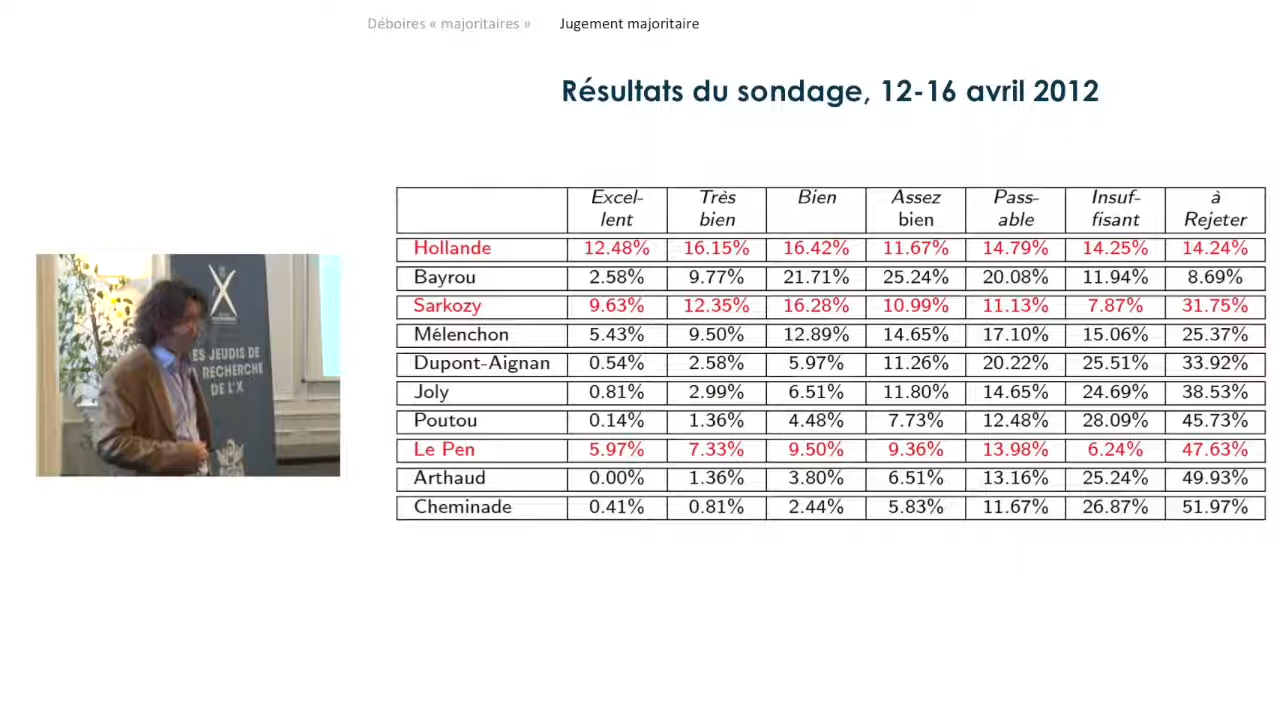 Déboires « majoritaires » Jugement majoritaire
Résultats du sondage, 12-16 avril 2012
Excel- Très Bien Assez Pass- Insuf- à
lent bien bien able fisant Rejeter
Hollande 12.48% 16.15% 16.42% 11.67% 14.79% 14.25% 14.24%
Bayrou 2.58% 9.77% 21.71% 25.24% 20.08% 11.94% 8.69%
Sarkozy 9.63% 12.35% 16.28% 10.99% 11.13% 7.87% 31.75%
Mélenchon 5.43% 9.50% 12.89% 14.65% 17.10% 15.06% 25.37%
Dupont-Aignan 0.54% 2.58% 5.97% 11.26% 20.22% 25.51% 33.92%
Joly 0.81% 2.99% 6.51% 11.80% 14.65% 24.69% 38.53%
Poutou 0.14% 1.36% 4.48% 7.73% 12.48% 28.09% 45.73%
Le Pen 5.97% 7.33% 9.50% 9.36% 13.98% 6.24% 47.63%
Arthaud 0.00% 1.36% 3.80% 6.51% 13.16% 25.24% 49.93%
Cheminade 0.41% 0.81% 2.44% 5.83% 11.67% 26.87% 51.97%
ES JEUDIS DE
A RECHERCHE
DE L'X